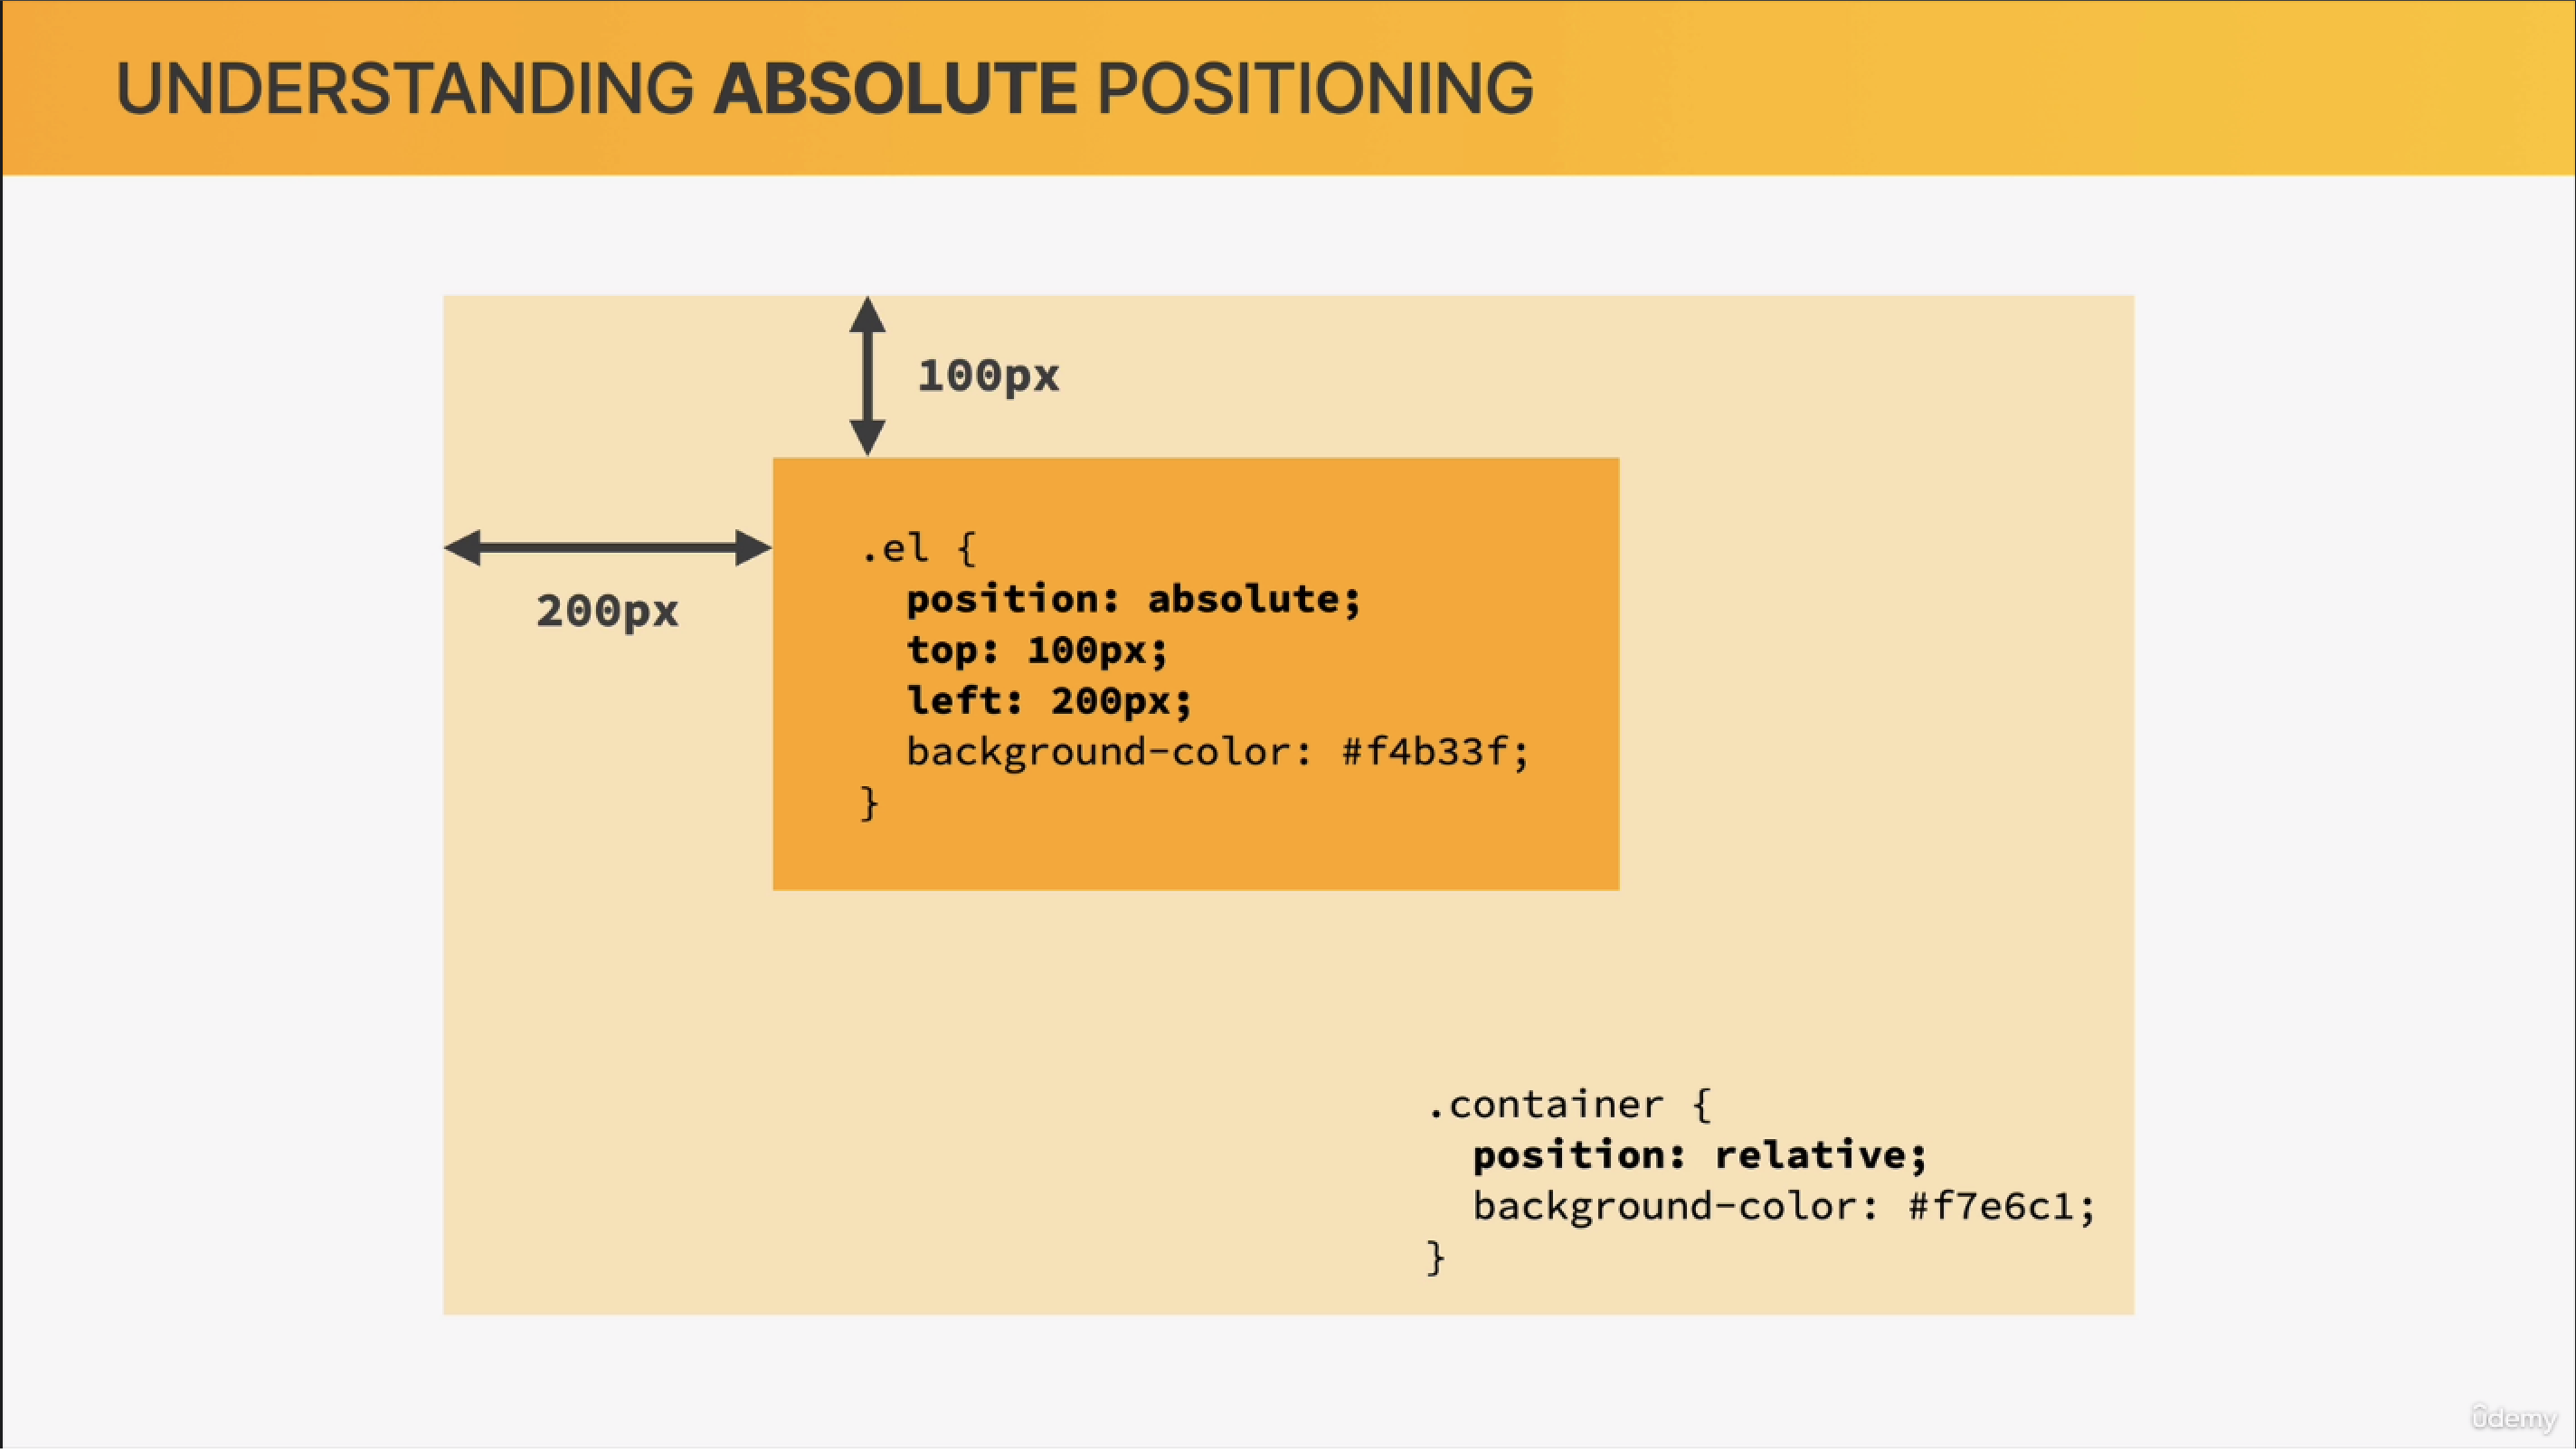 UNDERSTANDING ABSOLUTE POSITIONING
100px
200px
.el {
position: absolute;
top: 100px;
left: 200px;
background-color: #f4b33f;
}
.container {
position: relative;
background-color: #f7e6c1;
}
ûdemy